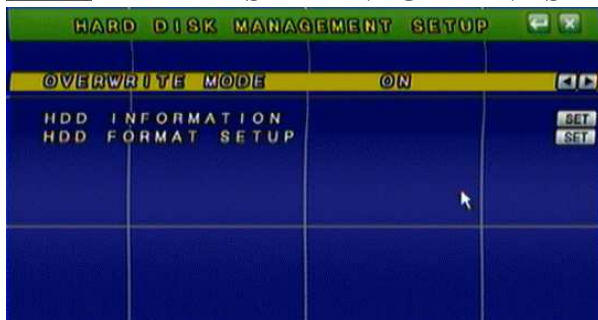 HARD DISK MANAGEMENT SETUP
OVERWRITE MODE ON
HDD INFORMATION SET
HDD FORMAT SETUP SET